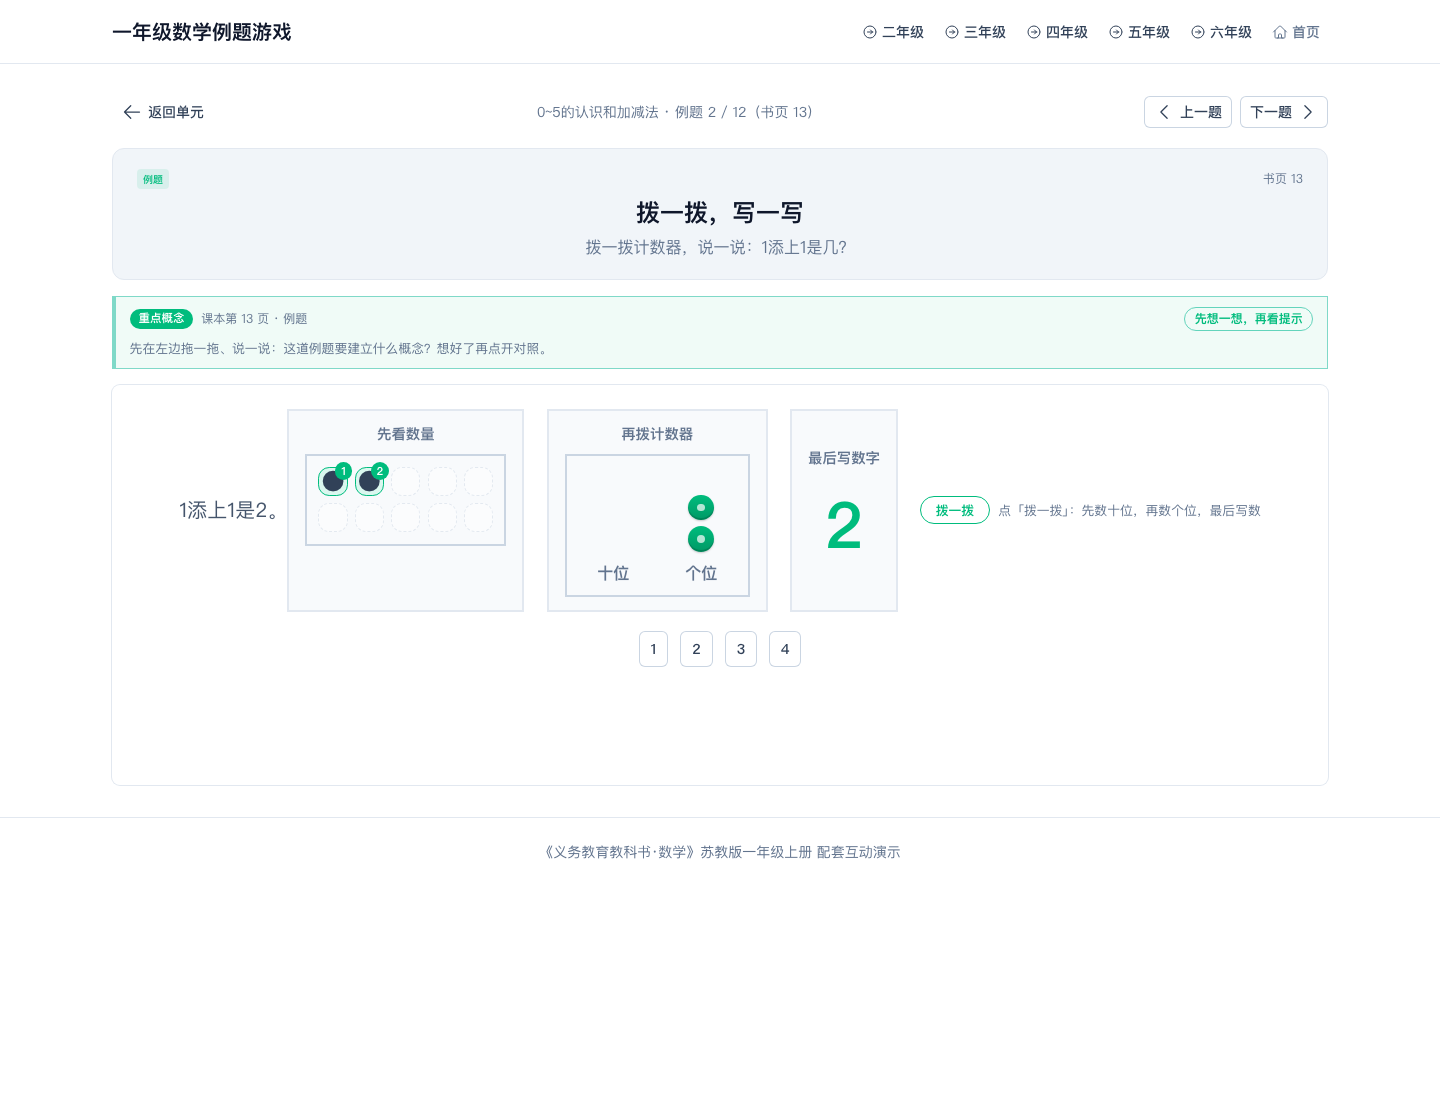 一年级数学例题游戏
二年级 三年级 四年级 五年级 六年级 首页
返回单元
0~5的认识和加减法 · 例题 2 / 12（书页 13）
上一题 下一题
例题
书页 13
拨一拨，写一写
拨一拨计数器，说一说：1添上1是几？
重点概念 课本第 13 页 · 例题
先想一想，再看提示
先在左边拖一拖、说一说：这道例题要建立什么概念？想好了再点开对照。
1添上1是2。
先看数量
1 2
再拨计数器
十位 个位
最后写数字
2
拨一拨 点「拨一拨」：先数十位，再数个位，最后写数
1 2 3 4
《义务教育教科书·数学》苏教版一年级上册 配套互动演示